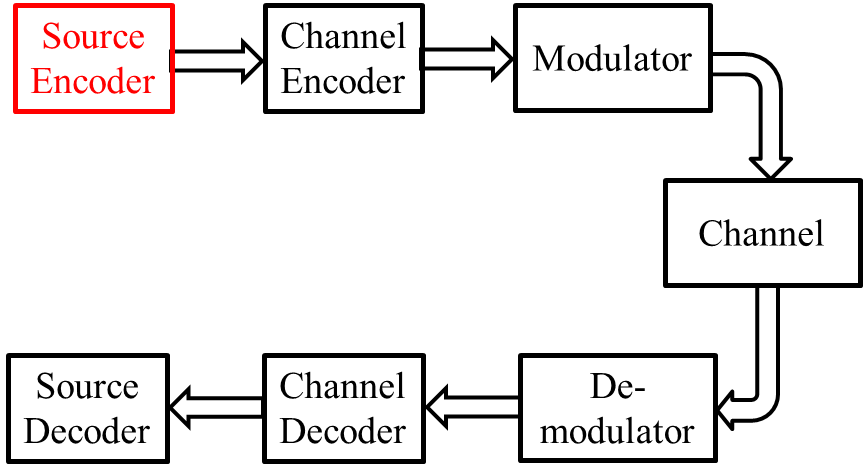 Source
Encoder
Channel
Encoder
Modulator
Channel
De-
modulator
Channel
Decoder
Source
Decoder